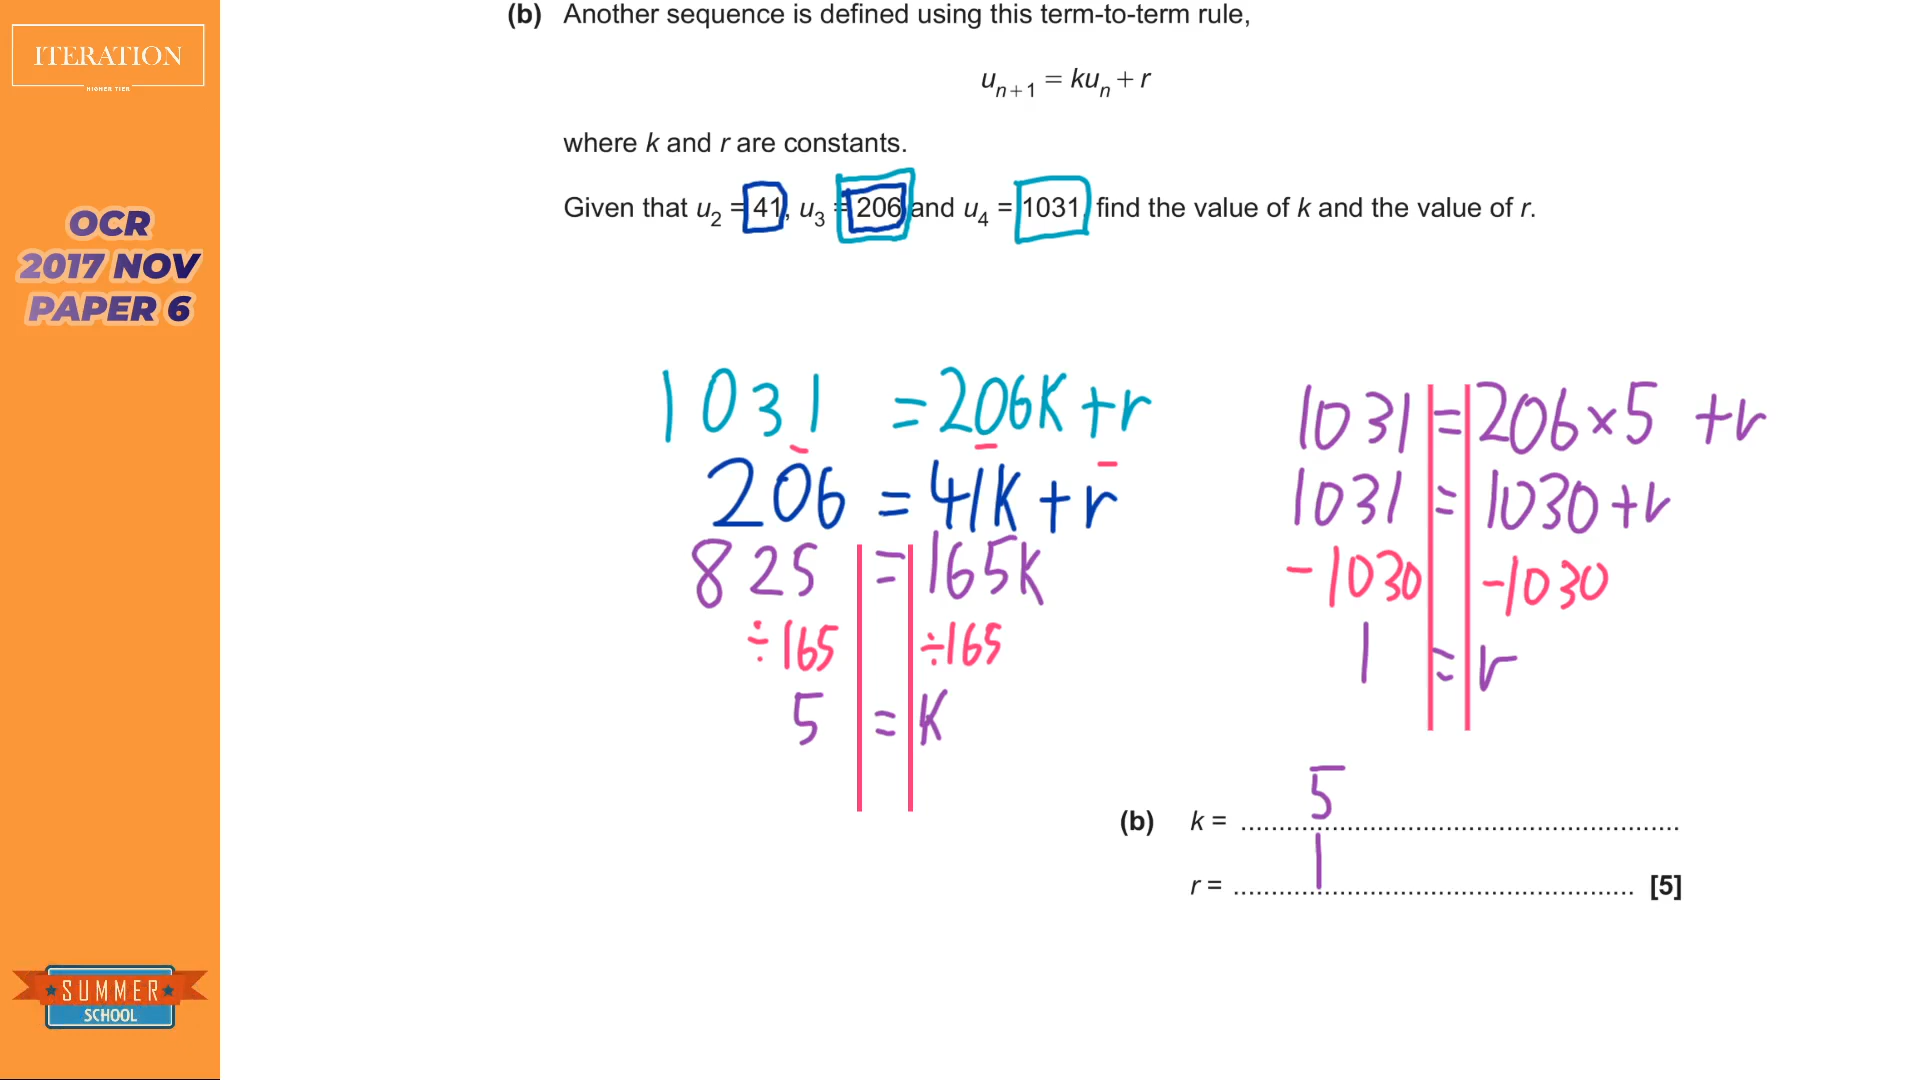 ITERATION
HIGHER TIER
OCR
2017 NOV
PAPER 6
(b) Another sequence is defined using this term-to-term rule,
uₙ₊₁ = kuₙ + r
where k and r are constants.
Given that u₂ = 41, u₃ = 206 and u₄ = 1031, find the value of k and the value of r.
1031 = 206K + r
206 = 41K + r
825 = 165K
÷165 ÷165
5 = K
1031 = 206×5 + r
1031 = 1030 + r
-1030 -1030
1 = r
(b) k = 5
r = 1 [5]
SUMMER
SCHOOL